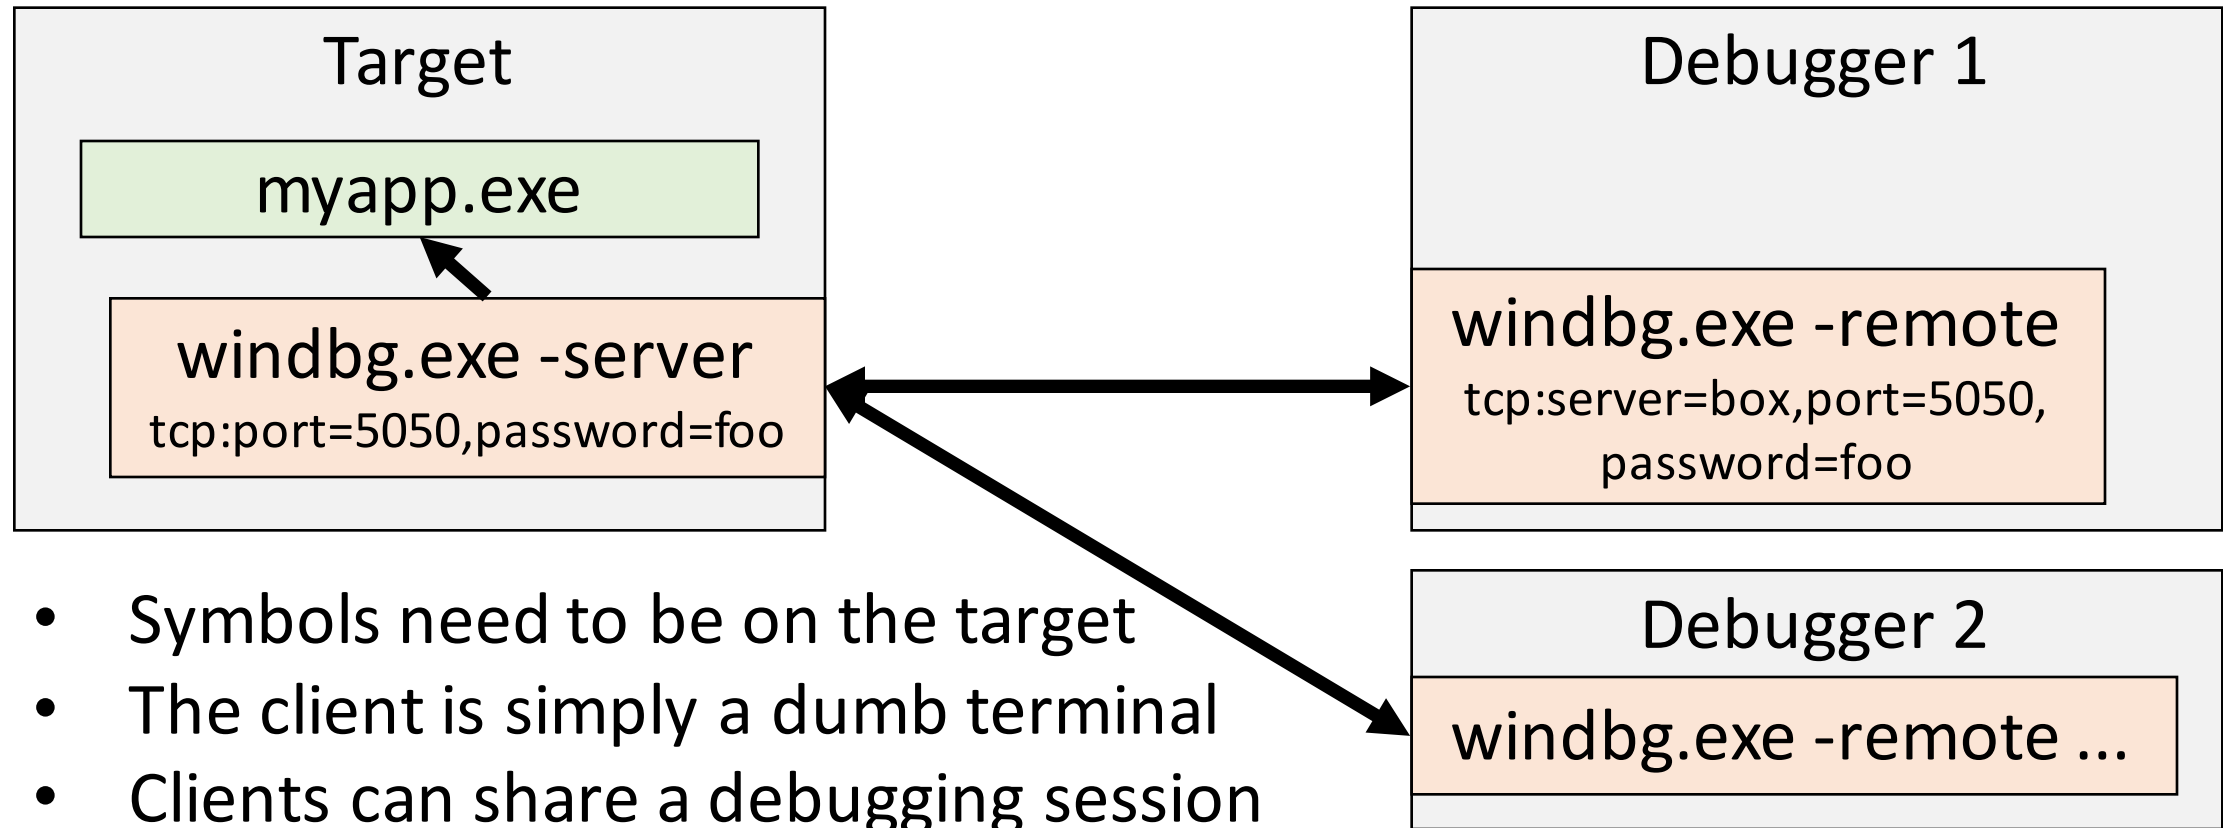 Target
myapp.exe
windbg.exe -server
tcp:port=5050,password=foo
Debugger 1
windbg.exe -remote
tcp:server=box,port=5050,
password=foo
Debugger 2
windbg.exe -remote ...
• Symbols need to be on the target
• The client is simply a dumb terminal
• Clients can share a debugging session